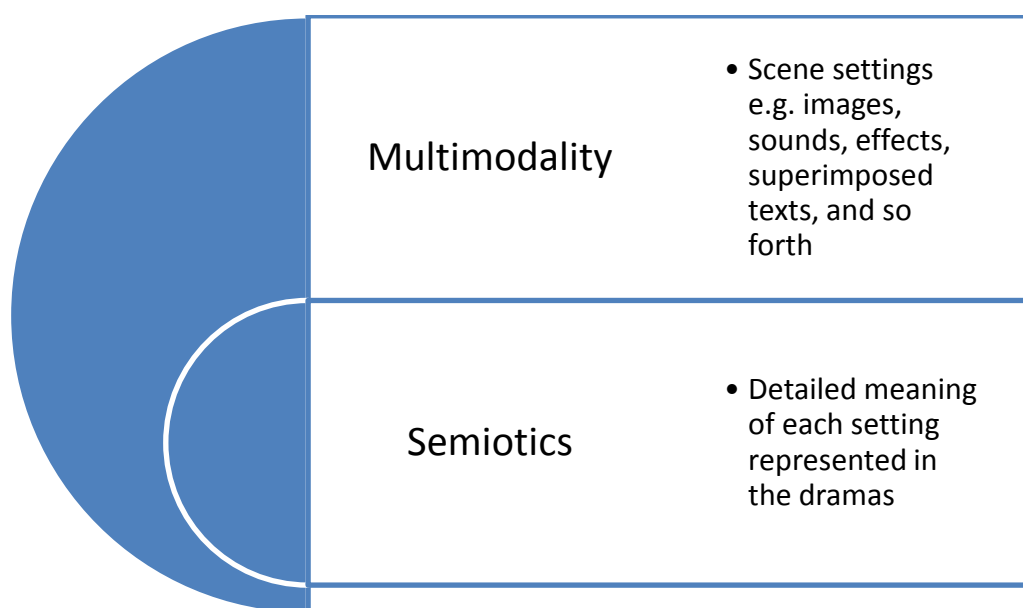 Multimodality
• Scene settings
e.g. images,
sounds, effects,
superimposed
texts, and so
forth
Semiotics
• Detailed meaning
of each setting
represented in
the dramas